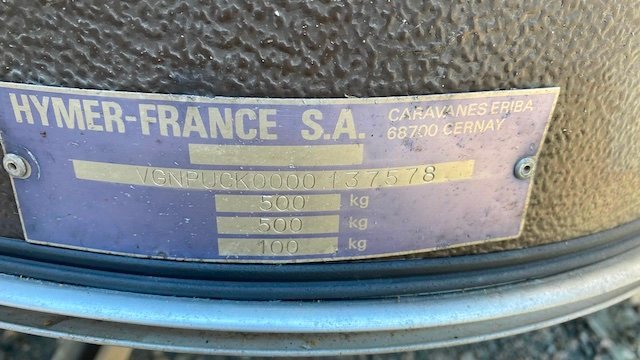 HYMER-FRANCE S.A.
CARAVANES ERIBA
68700 CERNAY
VGNPUCK0000137578
500 kg
500 kg
100 kg